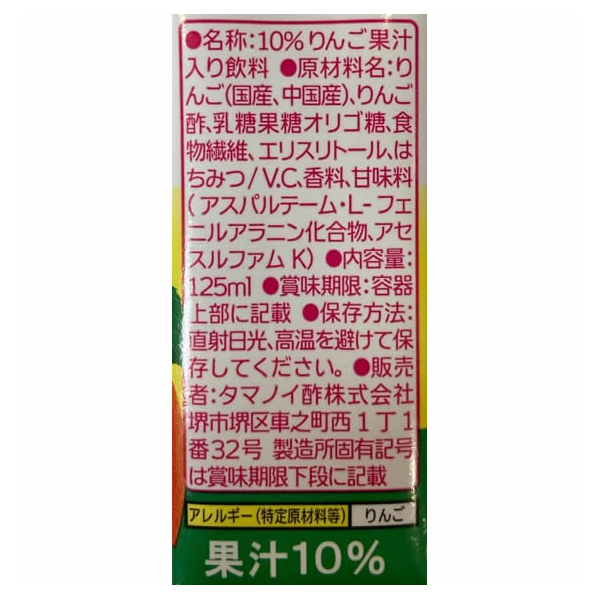 ●名称:10%りんご果汁
入り飲料 ●原材料名:り
んご(国産、中国産)、りんご
酢、乳糖果糖オリゴ糖、食
物繊維、エリスリトール、は
ちみつ/V.C、香料、甘味料
(アスパルテーム・L-フェ
ニルアラニン化合物、アセ
スルファムK) ●内容量:
125ml ●賞味期限:容器
上部に記載 ●保存方法:
直射日光、高温を避けて保
存してください。 ●販売
者:タマノイ酢株式会社
堺市堺区車之町西1丁1
番32号 製造所固有記号
は賞味期限下段に記載
アレルギー(特定原材料等) りんご
果汁10%